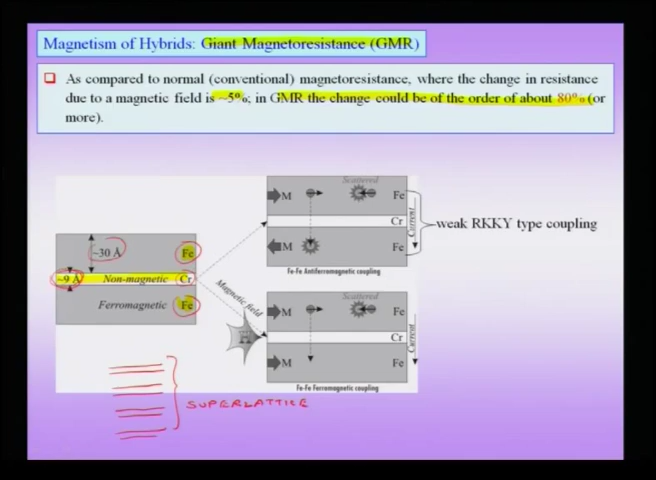 Magnetism of Hybrids: Giant Magnetoresistance (GMR)
As compared to normal (conventional) magnetoresistance, where the change in resistance
due to a magnetic field is ~5%; in GMR the change could be of the order of about 80% (or
more).
Scattered
M
Fe
Cr
Current
M
Fe
weak RKKY type coupling
Fe-Fe Antiferromagnetic coupling
~30 Å
Fe
~9 Å
Non-magnetic
Cr
Ferromagnetic
Fe
Magnetic field
Scattered
M
Fe
Cr
Current
M
Fe
Fe-Fe Ferromagnetic coupling
SUPERLATTICE